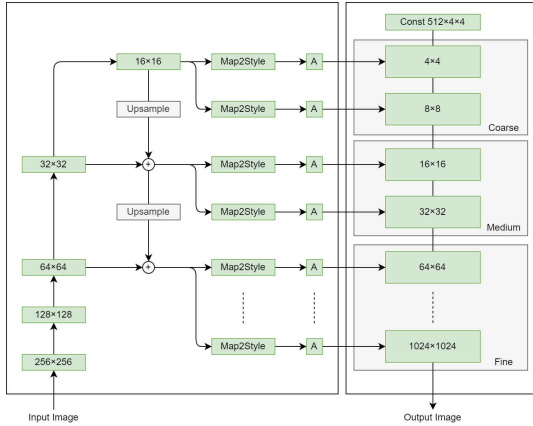 Const 512×4×4
16×16
Map2Style
A
4×4
Upsample
Map2Style
A
8×8
Coarse
32×32
+
Map2Style
A
16×16
Upsample
Map2Style
A
32×32
Medium
64×64
+
Map2Style
A
64×64
128×128
Map2Style
A
1024×1024
256×256
Fine
Input Image
Output Image